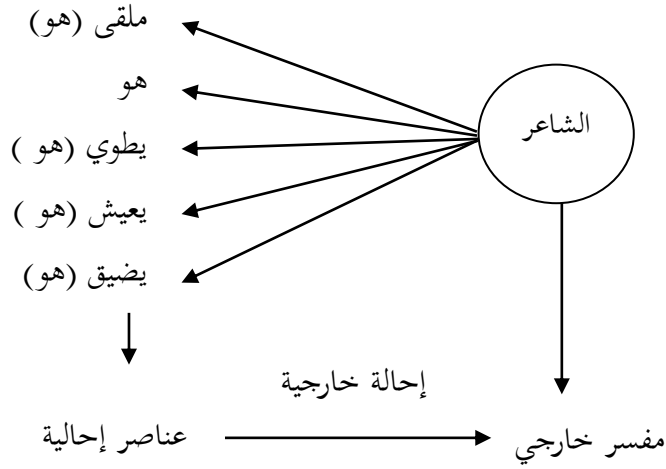 ملقى (هو)
هو
الشاعر
يطوي (هو )
يعيش (هو )
يضيق (هو)
إحالة خارجية
مفسر خارجي
عناصر إحالية